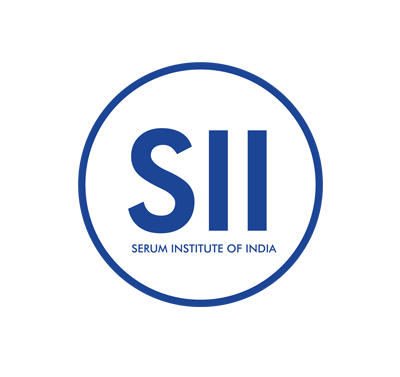 SII
SERUM INSTITUTE OF INDIA